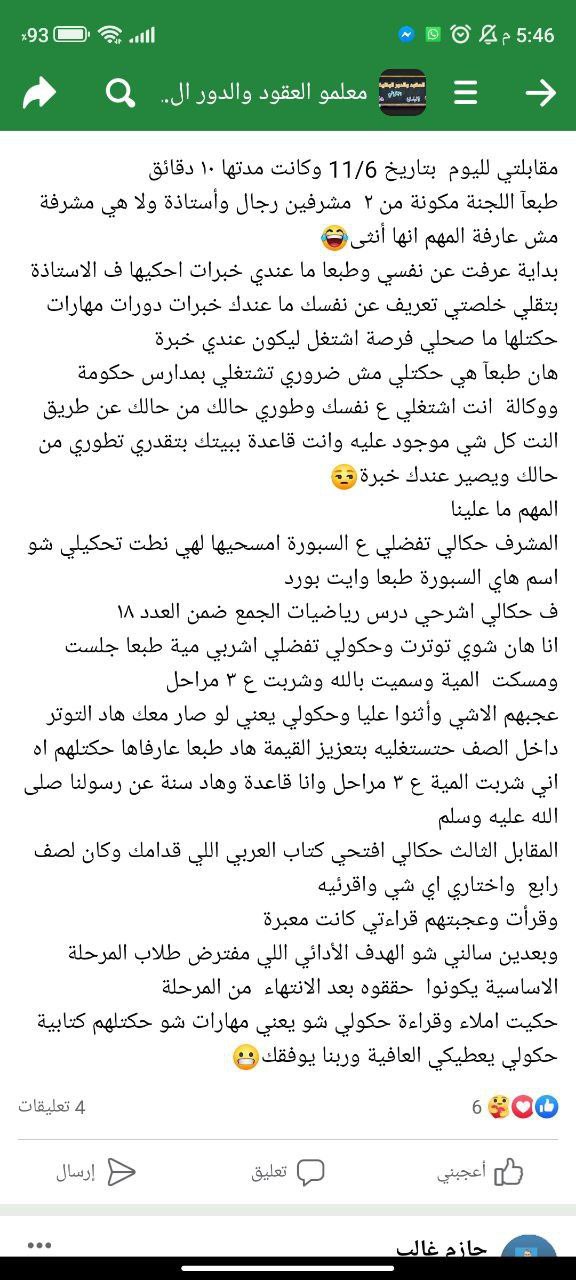 5:46 م
93%
معلمو العقود والدور ال..
مقابلتي لليوم بتاريخ 11/6 وكانت مدتها ١٠ دقائق
طبعآ اللجنة مكونة من ٢ مشرفين رجال وأستاذة ولا هي مشرفة
مش عارفة المهم انها أنثى😂
بداية عرفت عن نفسي وطبعا ما عندي خبرات احكيها ف الاستاذة
بتقلي خلصتي تعريف عن نفسك ما عندك خبرات دورات مهارات
حكتلها ما صحلي فرصة اشتغل ليكون عندي خبرة
هان طبعآ هي حكتلي مش ضروري تشتغلي بمدارس حكومة
ووكالة انت اشتغلي ع نفسك وطوري حالك من حالك عن طريق
النت كل شي موجود عليه وانت قاعدة ببيتك بتقدري تطوري من
حالك ويصير عندك خبرة😒
المهم ما علينا
المشرف حكالي تفضلي ع السبورة امسحيها لهي نطت تحكيلي شو
اسم هاي السبورة طبعا وايت بورد
ف حكالي اشرحي درس رياضيات الجمع ضمن العدد ١٨
انا هان شوي توترت وحكولي تفضلي اشربي مية طبعا جلست
ومسكت المية وسميت بالله وشربت ع ٣ مراحل
عجبهم الاشي وأثنوا عليا وحكولي يعني لو صار معك هاد التوتر
داخل الصف حتستغليه بتعزيز القيمة هاد طبعا عارفاها حكتلهم اه
اني شربت المية ع ٣ مراحل وانا قاعدة وهاد سنة عن رسولنا صلى
الله عليه وسلم
المقابل الثالث حكالي افتحي كتاب العربي اللي قدامك وكان لصف
رابع واختاري اي شي واقرئيه
وقرأت وعجبتهم قراءتي كانت معبرة
وبعدين سالني شو الهدف الأدائي اللي مفترض طلاب المرحلة
الاساسية يكونوا حققوه بعد الانتهاء من المرحلة
حكيت املاء وقراءة حكولي شو يعني مهارات شو حكتلهم كتابية
حكولي يعطيكي العافية وربنا يوفقك😬
6
4 تعليقات
أعجبني
تعليق
إرسال
حازم غالب